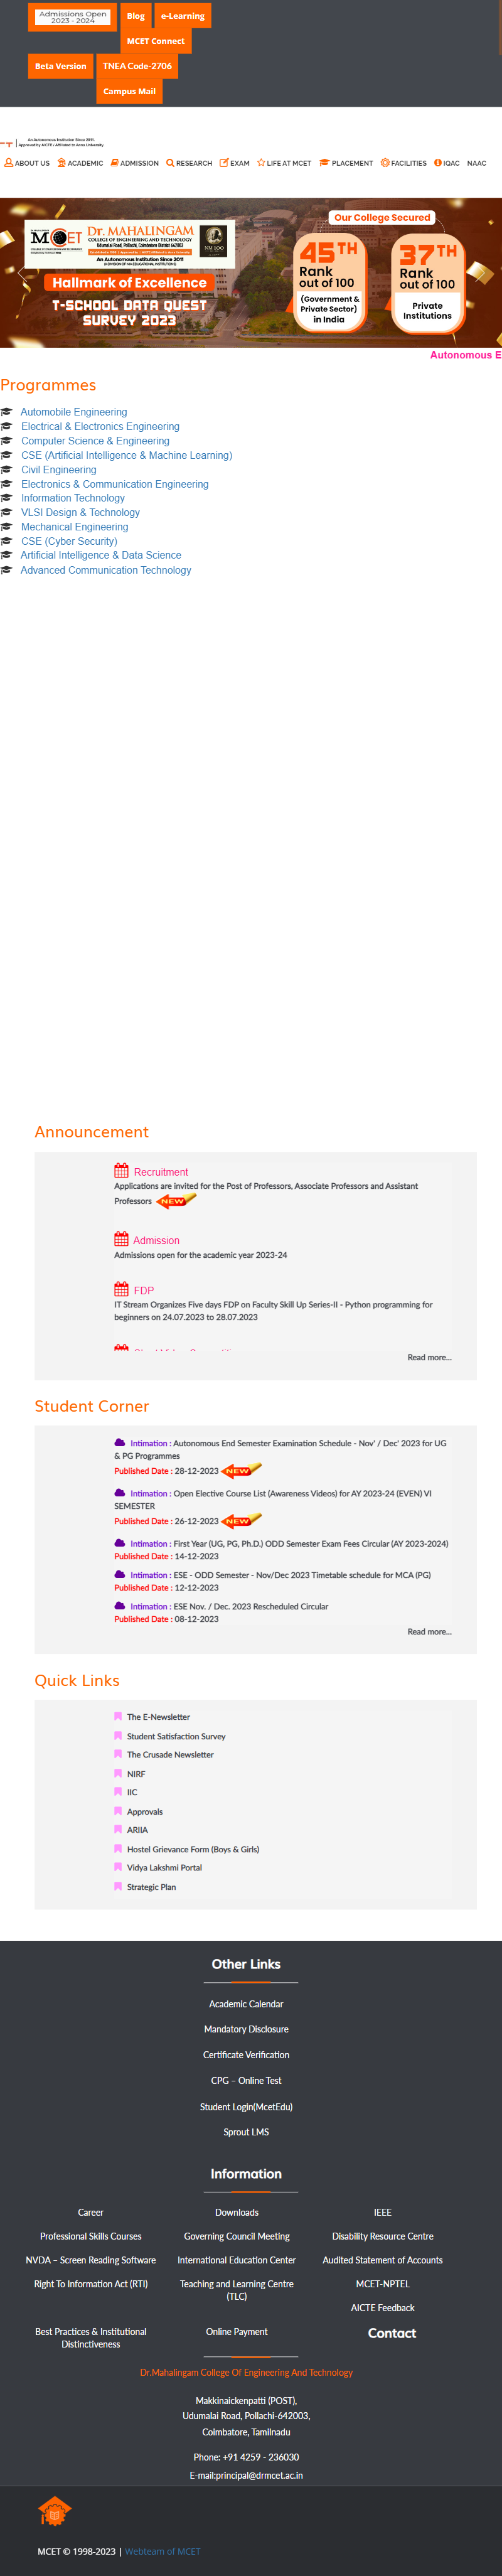 Admissions Open
2023 - 2024
Blog
e-Learning
MCET Connect
Beta Version
TNEA Code-2706
Campus Mail
An Autonomous Institution Since 2011.
Approved by AICTE | Affiliated to Anna University
ABOUT US ACADEMIC ADMISSION RESEARCH EXAM LIFE AT MCET PLACEMENT FACILITIES IQAC NAAC
MCET
Dr. MAHALINGAM
COLLEGE OF ENGINEERING AND TECHNOLOGY
Udumalai Road, Pollachi, Coimbatore District 642003
An Autonomous Institution Since 2011
Hallmark of Excellence
T-SCHOOL DATA QUEST
SURVEY 2023
Our College Secured
45TH
Rank
out of 100
(Government &
Private Sector)
in India
37TH
Rank
out of 100
Private
Institutions
Autonomous E
Programmes
Automobile Engineering
Electrical & Electronics Engineering
Computer Science & Engineering
CSE (Artificial Intelligence & Machine Learning)
Civil Engineering
Electronics & Communication Engineering
Information Technology
VLSI Design & Technology
Mechanical Engineering
CSE (Cyber Security)
Artificial Intelligence & Data Science
Advanced Communication Technology
Announcement
Recruitment
Applications are invited for the Post of Professors, Associate Professors and Assistant
Professors NEW
Admission
Admissions open for the academic year 2023-24
FDP
IT Stream Organizes Five days FDP on Faculty Skill Up Series-II - Python programming for
beginners on 24.07.2023 to 28.07.2023
Read more...
Student Corner
Intimation : Autonomous End Semester Examination Schedule - Nov' / Dec' 2023 for UG
& PG Programmes
Published Date : 28-12-2023 NEW
Intimation : Open Elective Course List (Awareness Videos) for AY 2023-24 (EVEN) VI
SEMESTER
Published Date : 26-12-2023 NEW
Intimation : First Year (UG, PG, Ph.D.) ODD Semester Exam Fees Circular (AY 2023-2024)
Published Date : 14-12-2023
Intimation : ESE - ODD Semester - Nov/Dec 2023 Timetable schedule for MCA (PG)
Published Date : 12-12-2023
Intimation : ESE Nov. / Dec. 2023 Rescheduled Circular
Published Date : 08-12-2023
Read more...
Quick Links
The E-Newsletter
Student Satisfaction Survey
The Crusade Newsletter
NIRF
IIC
Approvals
ARIIA
Hostel Grievance Form (Boys & Girls)
Vidya Lakshmi Portal
Strategic Plan
Other Links
Academic Calendar
Mandatory Disclosure
Certificate Verification
CPG – Online Test
Student Login(McetEdu)
Sprout LMS
Information
Career Downloads IEEE
Professional Skills Courses Governing Council Meeting Disability Resource Centre
NVDA – Screen Reading Software International Education Center Audited Statement of Accounts
Right To Information Act (RTI) Teaching and Learning Centre MCET-NPTEL
(TLC)
AICTE Feedback
Best Practices & Institutional Online Payment Contact
Distinctiveness
Dr.Mahalingam College Of Engineering And Technology
Makkinaickenpatti (POST),
Udumalai Road, Pollachi-642003,
Coimbatore, Tamilnadu
Phone: +91 4259 - 236030
E-mail:principal@drmcet.ac.in
MCET © 1998-2023 | Webteam of MCET